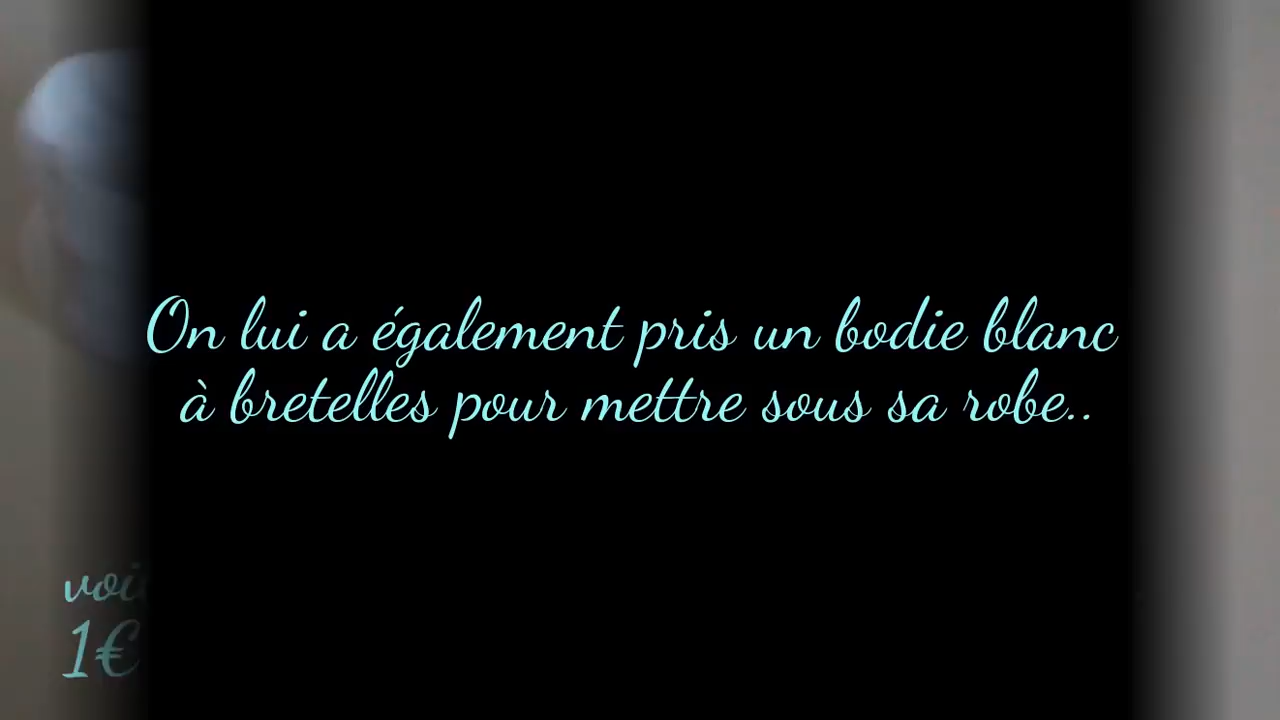 On lui a également pris un bodie blanc
à bretelles pour mettre sous sa robe..
1€